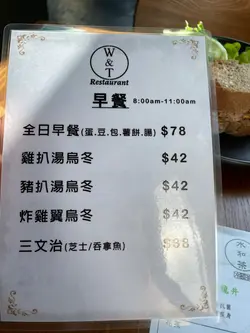 W & T
Restaurant
早餐 8:00am-11:00am
全日早餐(蛋.豆.包.薯餅.腸) $78
雞扒湯烏冬 $42
豬扒湯烏冬 $42
炸雞翼烏冬 $42
三文治(芝士/吞拿魚)